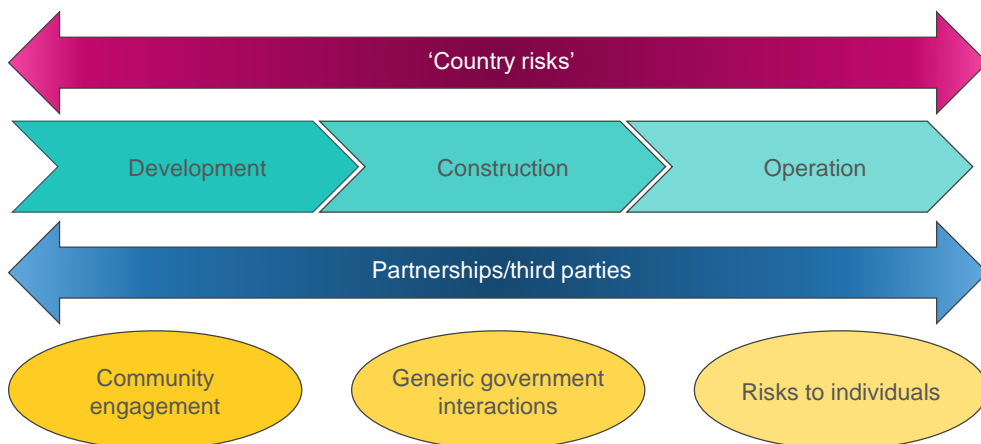 ‘Country risks’
Development
Construction
Operation
Partnerships/third parties
Community
engagement
Generic government
interactions
Risks to individuals